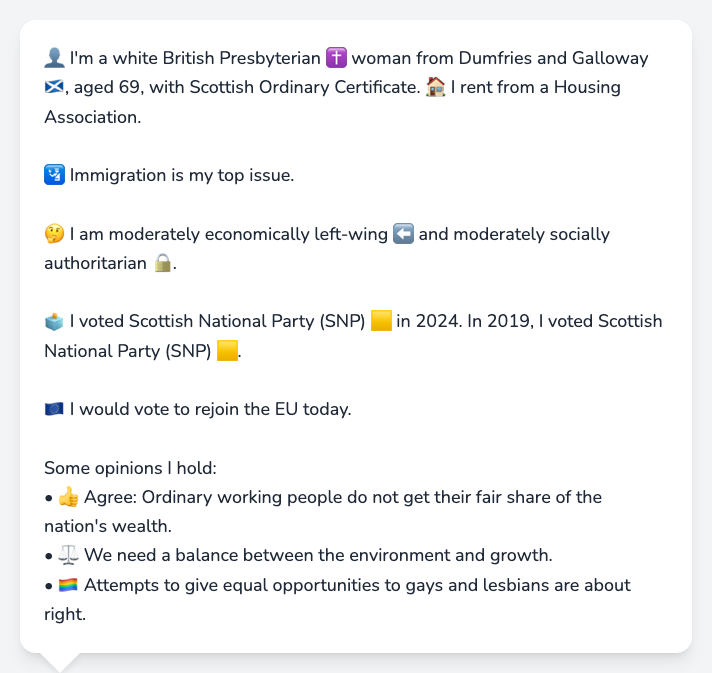 👤 I'm a white British Presbyterian ✝️ woman from Dumfries and Galloway
🏴󠁧󠁢󠁳󠁣󠁴󠁿, aged 69, with Scottish Ordinary Certificate. 🏠 I rent from a Housing
Association.
🛂 Immigration is my top issue.
🤔 I am moderately economically left-wing ⬅️ and moderately socially
authoritarian 🔒.
🗳️ I voted Scottish National Party (SNP) 🟨 in 2024. In 2019, I voted Scottish
National Party (SNP) 🟨.
🇪🇺 I would vote to rejoin the EU today.
Some opinions I hold:
• 👍 Agree: Ordinary working people do not get their fair share of the
nation's wealth.
• ⚖️ We need a balance between the environment and growth.
• 🏳️‍🌈 Attempts to give equal opportunities to gays and lesbians are about
right.